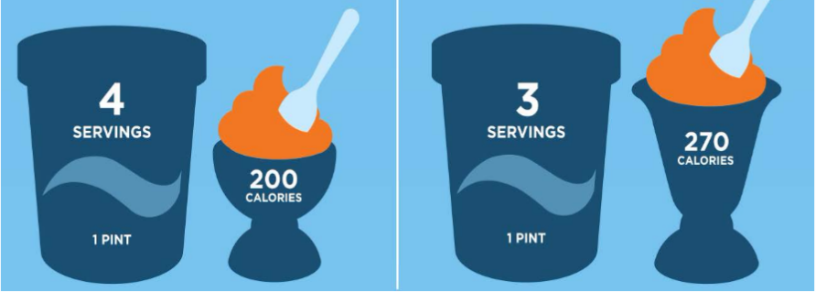 4
SERVINGS
1 PINT
200
CALORIES
3
SERVINGS
1 PINT
270
CALORIES